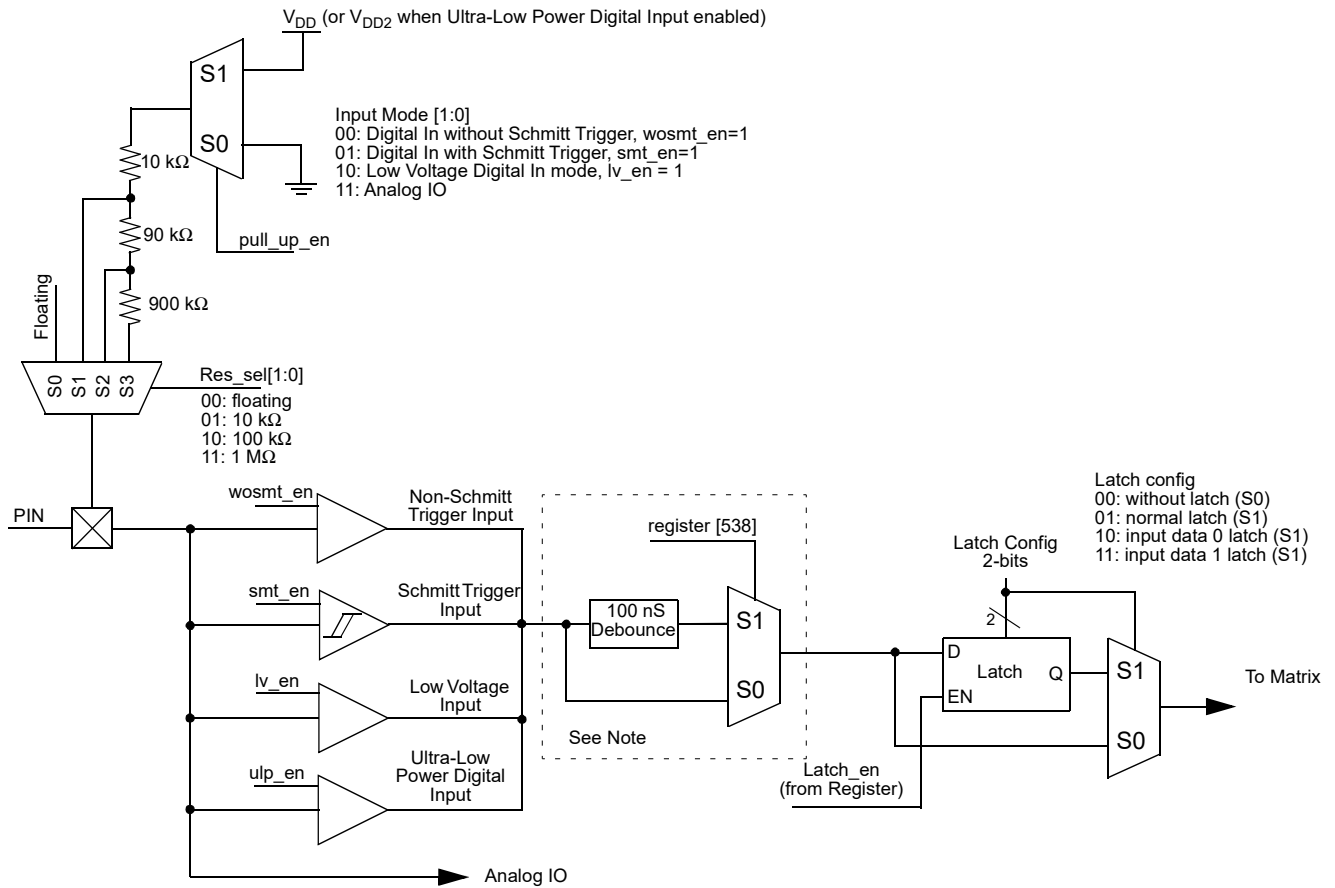 VDD (or VDD2 when Ultra-Low Power Digital Input enabled)
S1
S0
Input Mode [1:0]
00: Digital In without Schmitt Trigger, wosmt_en=1
01: Digital In with Schmitt Trigger, smt_en=1
10: Low Voltage Digital In mode, lv_en = 1
11: Analog IO
10 kΩ
90 kΩ
pull_up_en
900 kΩ
Floating
S0
S1
S2
S3
Res_sel[1:0]
00: floating
01: 10 kΩ
10: 100 kΩ
11: 1 MΩ
PIN
wosmt_en
Non-Schmitt
Trigger Input
smt_en
Schmitt Trigger
Input
lv_en
Low Voltage
Input
ulp_en
Ultra-Low
Power Digital
Input
Analog IO
register [538]
100 nS
Debounce
S1
S0
See Note
Latch Config
2-bits
2
D
Latch
Q
EN
Latch_en
(from Register)
Latch config
00: without latch (S0)
01: normal latch (S1)
10: input data 0 latch (S1)
11: input data 1 latch (S1)
S1
S0
To Matrix